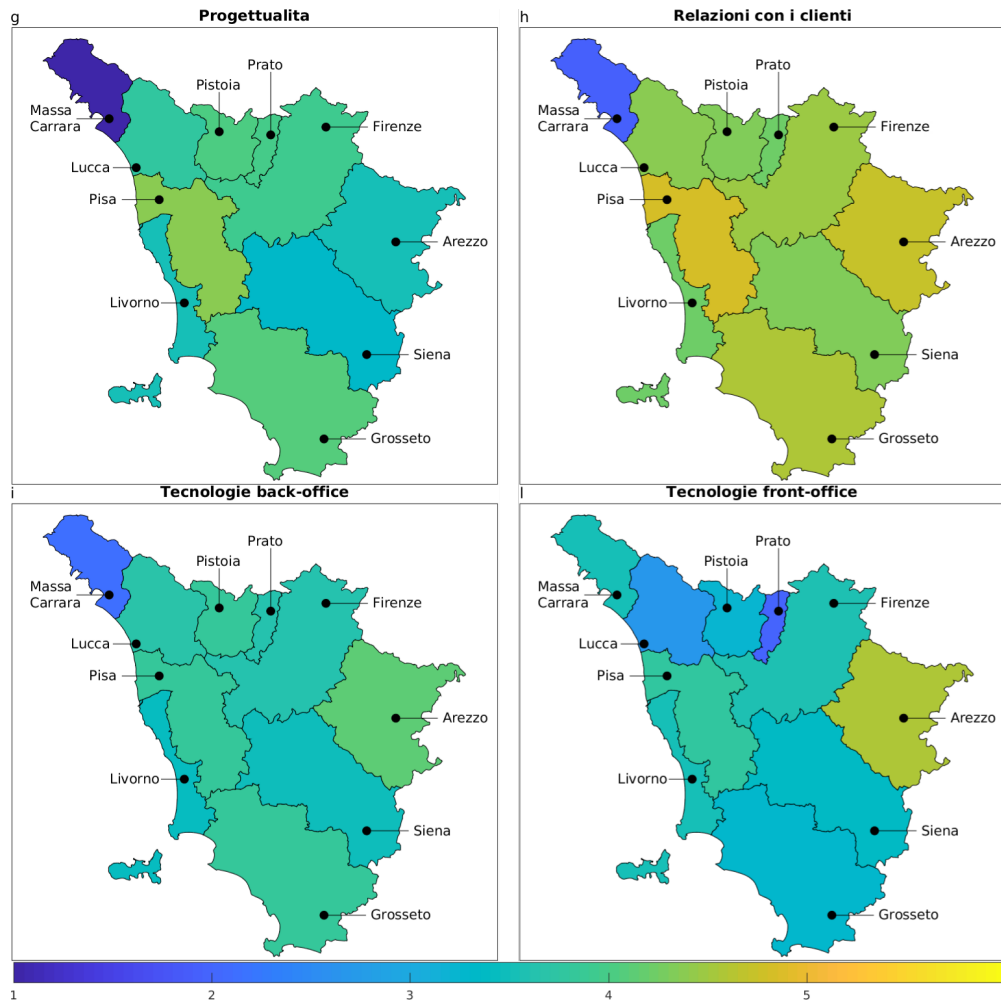 g
Progettualita
h
Relazioni con i clienti
Massa
Carrara
Pistoia
Prato
Firenze
Lucca
Pisa
Arezzo
Livorno
Siena
Grosseto
Massa
Carrara
Pistoia
Prato
Firenze
Lucca
Pisa
Arezzo
Livorno
Siena
Grosseto
i
Tecnologie back-office
l
Tecnologie front-office
Massa
Carrara
Pistoia
Prato
Firenze
Lucca
Pisa
Arezzo
Livorno
Siena
Grosseto
Massa
Carrara
Pistoia
Prato
Firenze
Lucca
Pisa
Arezzo
Livorno
Siena
Grosseto
1 2 3 4 5